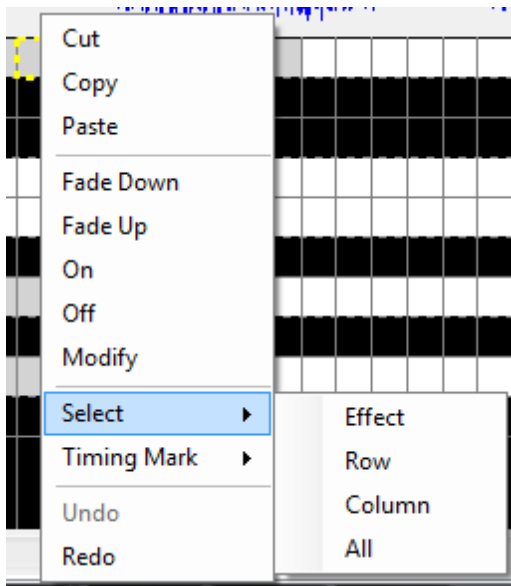 Cut
Copy
Paste
Fade Down
Fade Up
On
Off
Modify
Select
Timing Mark
Undo
Redo
Effect
Row
Column
All